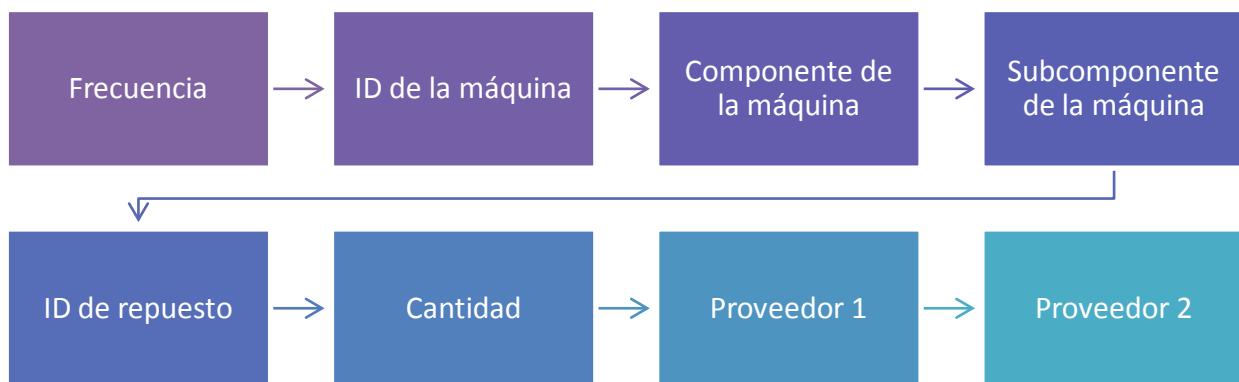 Frecuencia
ID de la máquina
Componente de
la máquina
Subcomponente
de la máquina
ID de repuesto
Cantidad
Proveedor 1
Proveedor 2